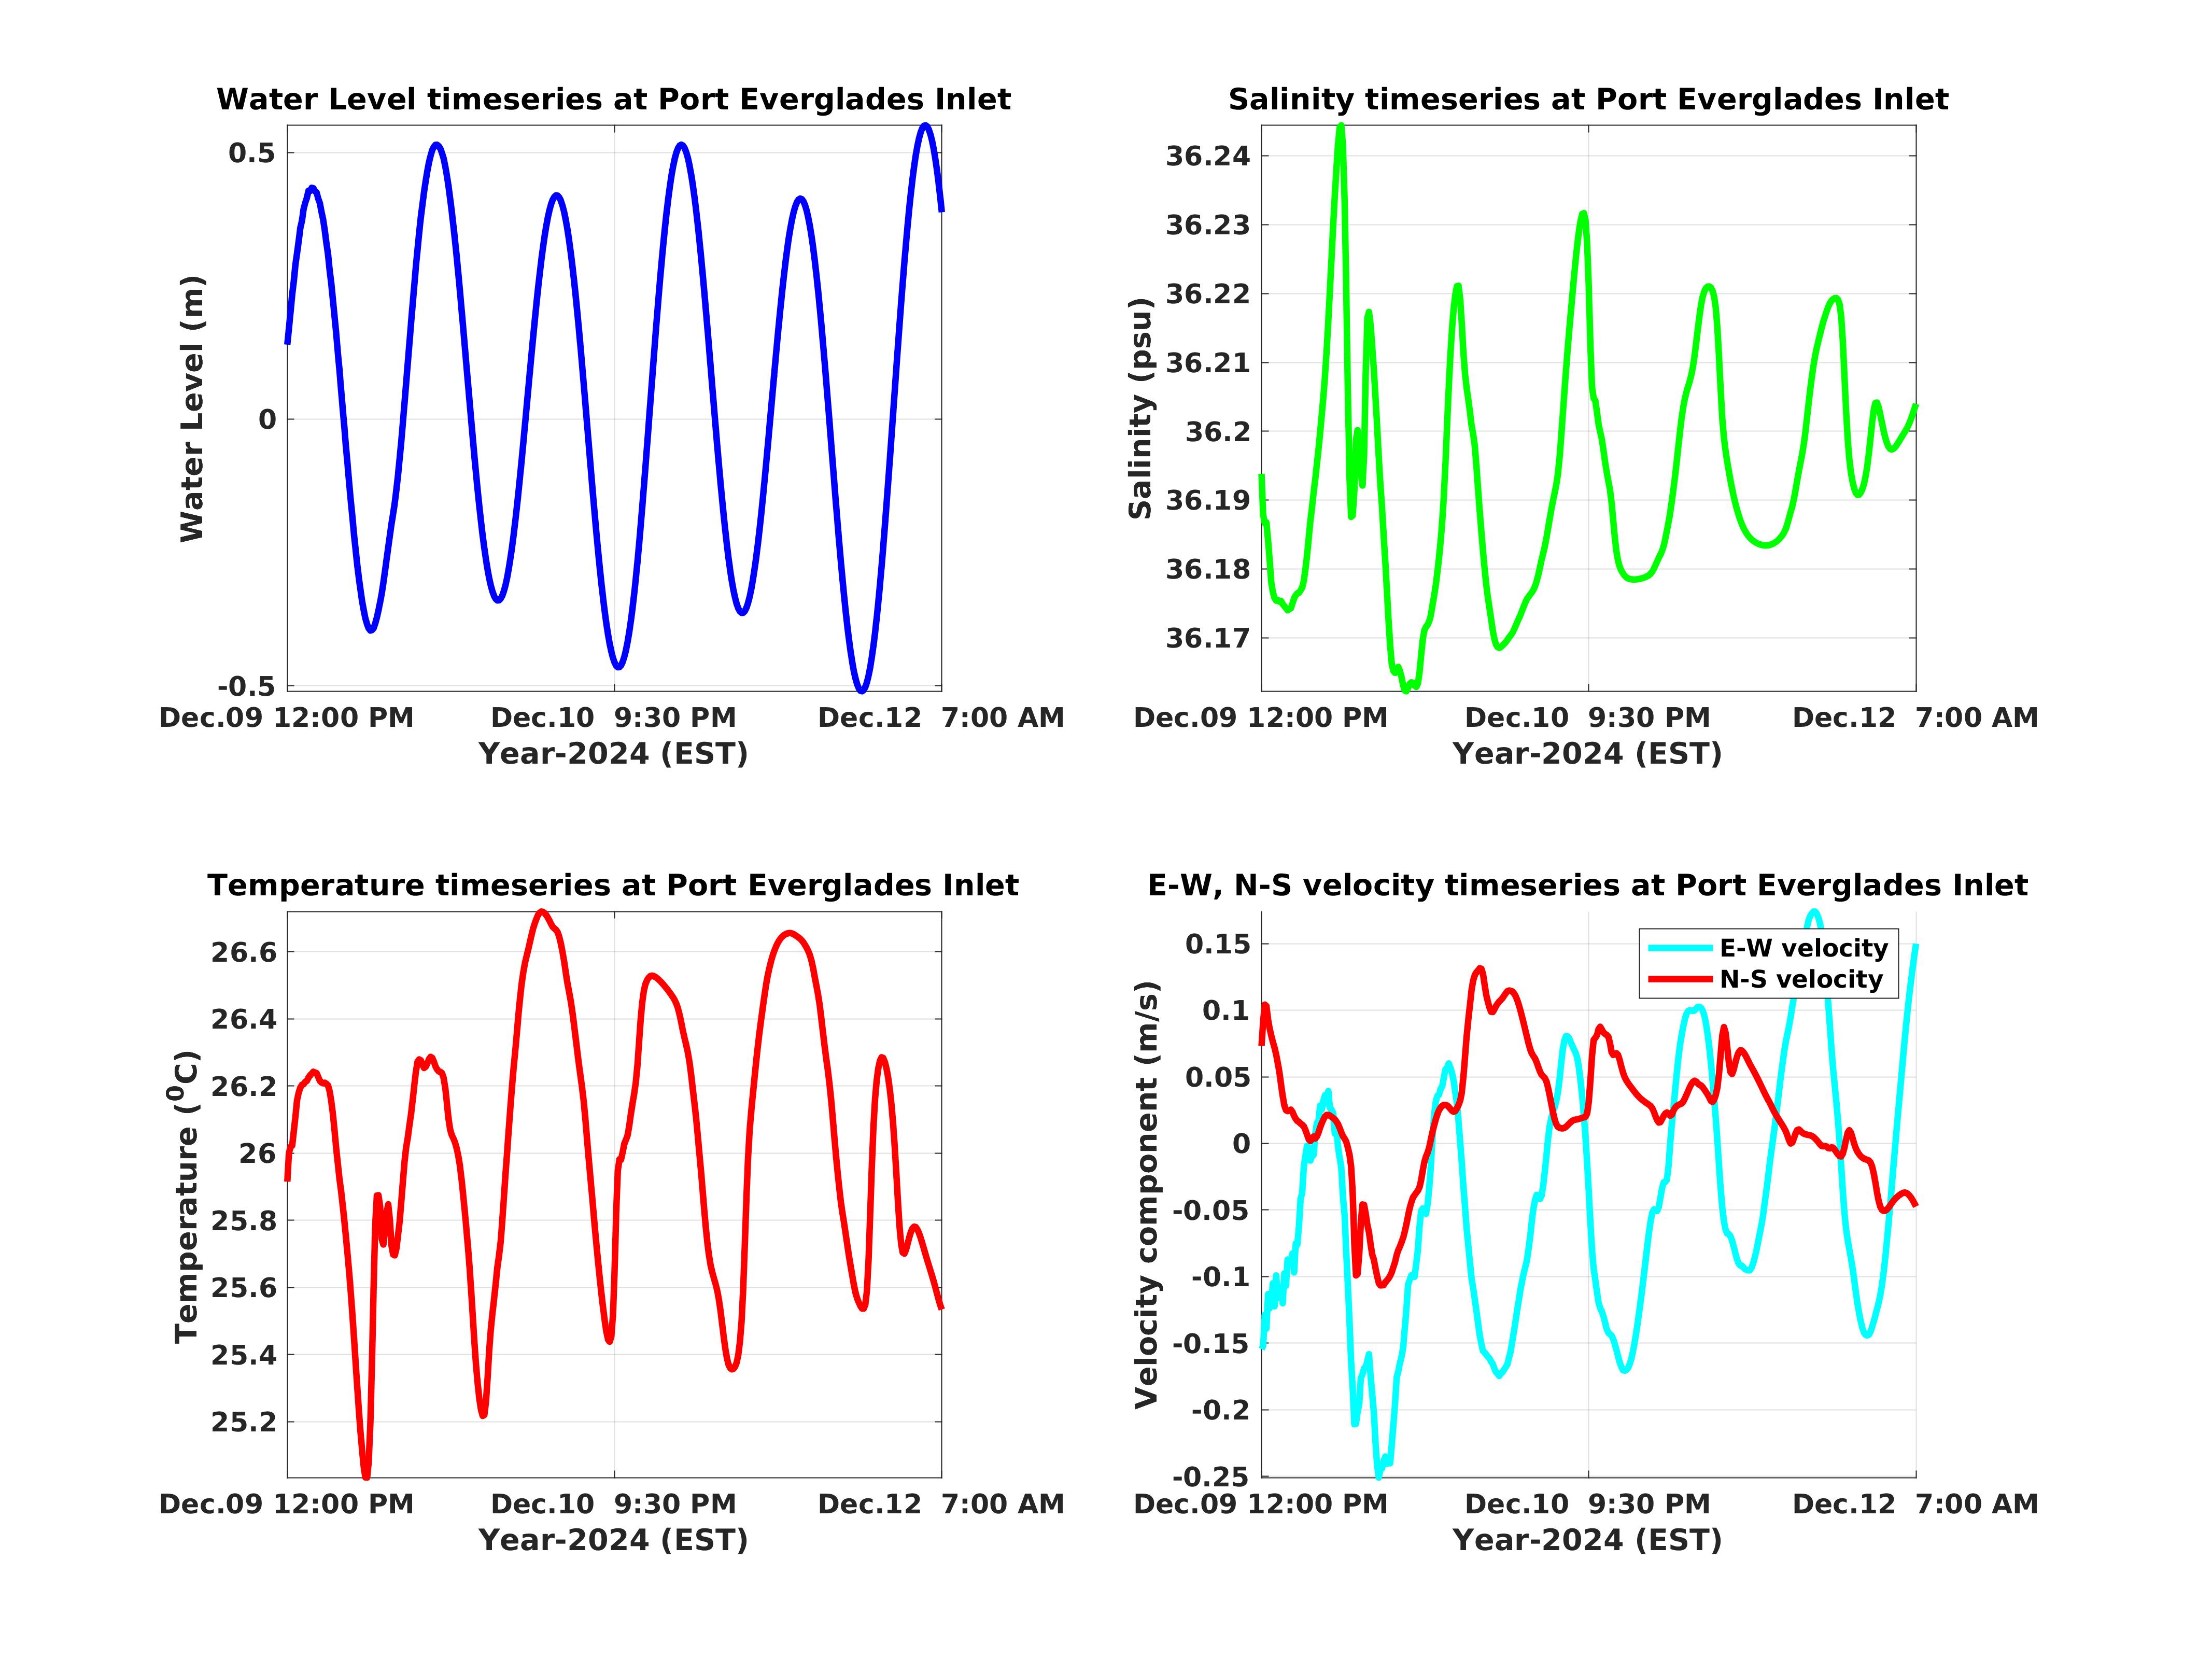 Water Level timeseries at Port Everglades Inlet
Water Level (m)
0.5
0
-0.5
Dec.09 12:00 PM
Dec.10 9:30 PM
Dec.12 7:00 AM
Year-2024 (EST)
Salinity timeseries at Port Everglades Inlet
Salinity (psu)
36.24
36.23
36.22
36.21
36.2
36.19
36.18
36.17
Dec.09 12:00 PM
Dec.10 9:30 PM
Dec.12 7:00 AM
Year-2024 (EST)
Temperature timeseries at Port Everglades Inlet
Temperature (⁰C)
26.6
26.4
26.2
26
25.8
25.6
25.4
25.2
Dec.09 12:00 PM
Dec.10 9:30 PM
Dec.12 7:00 AM
Year-2024 (EST)
E-W, N-S velocity timeseries at Port Everglades Inlet
Velocity component (m/s)
0.15
0.1
0.05
0
-0.05
-0.1
-0.15
-0.2
-0.25
E-W velocity
N-S velocity
Dec.09 12:00 PM
Dec.10 9:30 PM
Dec.12 7:00 AM
Year-2024 (EST)